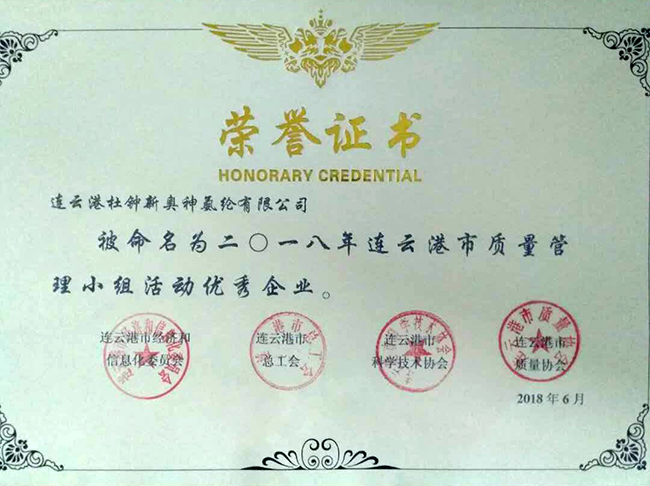 荣誉证书
HONORARY CREDENTIAL
连云港杜钟新奥神氨纶有限公司
被命名为二〇一八年连云港市质量管
理小组活动优秀企业。
连云港市经济和
信息化委员会
连云港市
总工会
连云港市
科学技术协会
连云港市
质量协会
2018年6月